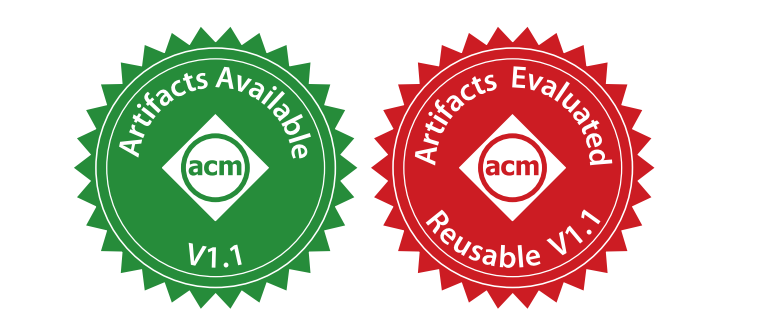 Artifacts Available
acm
V1.1
Artifacts Evaluated
acm
Reusable V1.1